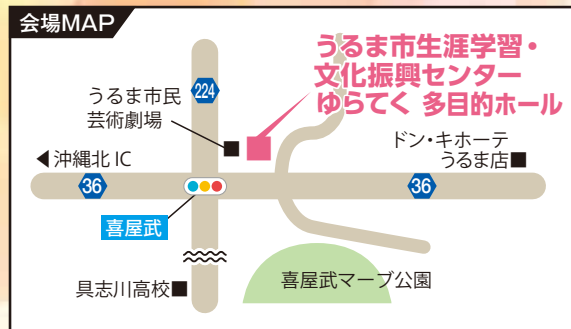 会場MAP
うるま市生涯学習・
文化振興センター
ゆらてく 多目的ホール
224
うるま市民
芸術劇場
ドン・キホーテ
うるま店■
◀沖縄北 IC
36
36
喜屋武
喜屋武マーブ公園
具志川高校■